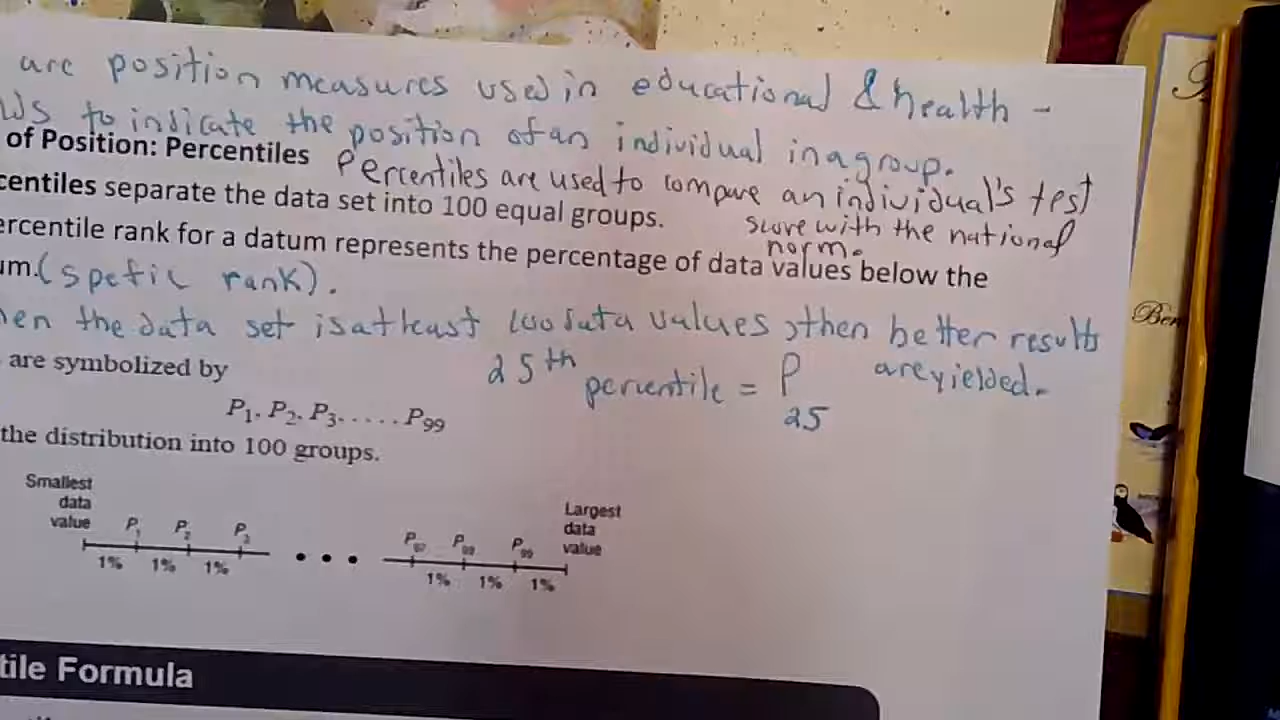 are position measures used in educational & health -
to indicate the position of an individual in a group.
of Position: Percentiles Percentiles are used to compare an individual's test
score with the national
norm.
centiles separate the data set into 100 equal groups.
ercentile rank for a datum represents the percentage of data values below the
um. (spefic rank).
hen the data set is at least 100 data values, then better results
are yielded.
are symbolized by
25th percentile = P25
P1, P2, P3, . . . . . , P99
the distribution into 100 groups.
Smallest
data
value
P1 P2 P3
1% 1% 1%
P97 P98 P99
1% 1% 1%
Largest
data
value
tile Formula
Ben